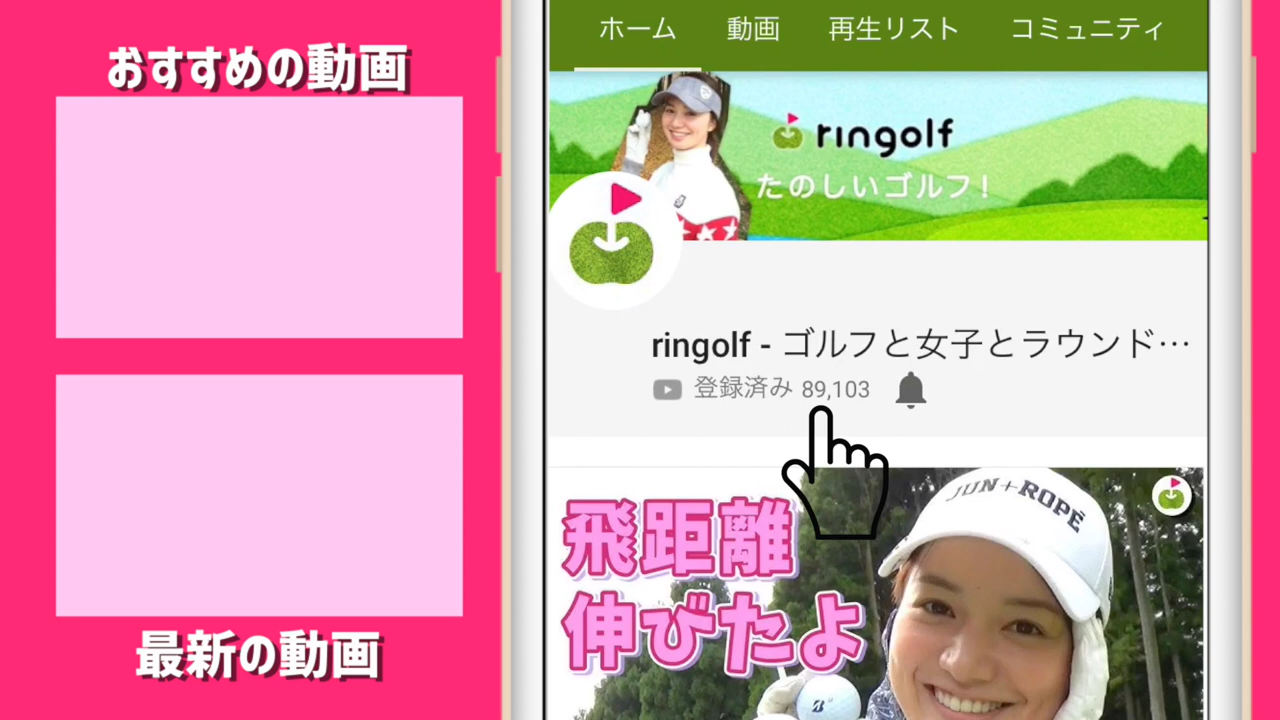 おすすめの動画
最新の動画
ホーム 動画 再生リスト コミュニティ
ringolf
たのしいゴルフ!
ringolf - ゴルフと女子とラウンド…
登録済み 89,103
JUN+ROPÉ
飛距離
伸びたよ
B